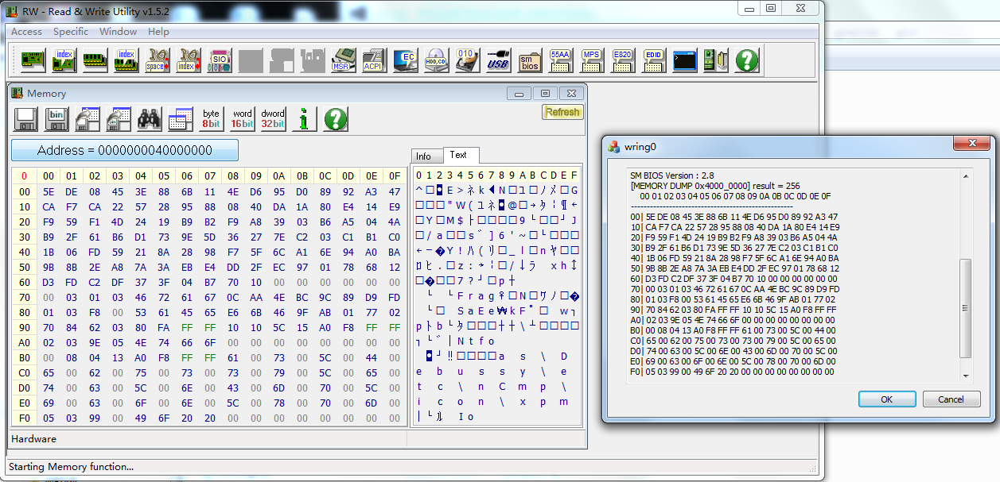 RW - Read & Write Utility v1.5.2
Access Specific Window Help
index
index
space
index
SIO
MSR
ACPI
EC
HDD,CD
010
USB
sm bios
55AA
MPS
E820
EDID
Memory
bin
byte 8bit
word 16bit
dword 32bit
Refresh
Address = 0000000040000000
Info Text
0 00 01 02 03 04 05 06 07 08 09 0A 0B 0C 0D 0E 0F
00 5E DE 08 45 3E 88 6B 11 4E D6 95 D0 89 92 A3 47
10 CA F7 CA 22 57 28 95 88 08 40 DA 1A 80 E4 14 E9
20 F9 59 F1 4D 24 19 B9 B2 F9 A8 39 03 B6 A5 04 4A
30 B9 2F 61 B6 D1 73 9E 5D 36 27 7E C2 03 C1 B1 C0
40 1B 06 FD 59 21 8A 28 98 F7 5F 6C A1 6E 94 A0 BA
50 9B 8B 2E A8 7A 3A EB E4 DD 2F EC 97 01 78 68 12
60 D3 FD C2 DF 37 3F 04 B7 70 10 00 00 00 00 00 00
70 00 03 01 03 46 72 61 67 0C AA 4E BC 9C 89 D9 FD
80 01 03 F8 00 53 61 45 65 E6 6B 46 9F AB 01 77 02
90 70 84 62 03 80 FA FF FF 10 10 5C 15 A0 F8 FF FF
A0 02 03 9E 05 4E 74 66 6F 00 00 00 00 00 00 00 00
B0 00 08 04 13 A0 F8 FF FF 61 00 73 00 5C 00 44 00
C0 65 00 62 00 75 00 73 00 73 00 79 00 5C 00 65 00
D0 74 00 63 00 5C 00 6E 00 43 00 6D 00 70 00 5C 00
E0 69 00 63 00 6F 00 6E 00 5C 00 78 00 70 00 6D 00
F0 05 03 99 00 49 6F 20 20 00 00 00 00 00 00 00 00
0 1 2 3 4 5 6 7 8 9 A B C D E F
F r a g
S a E e
N t f o
a s \ D
e b u s s y \ e
t c \ n C m p \
i c o n \ x p m
I o
Hardware
Starting Memory function...
wring0
SM BIOS Version : 2.8
[MEMORY DUMP 0x4000_0000] result = 256
00 01 02 03 04 05 06 07 08 09 0A 0B 0C 0D 0E 0F
-----------------------------------------------
00| 5E DE 08 45 3E 88 6B 11 4E D6 95 D0 89 92 A3 47
10| CA F7 CA 22 57 28 95 88 08 40 DA 1A 80 E4 14 E9
20| F9 59 F1 4D 24 19 B9 B2 F9 A8 39 03 B6 A5 04 4A
30| B9 2F 61 B6 D1 73 9E 5D 36 27 7E C2 03 C1 B1 C0
40| 1B 06 FD 59 21 8A 28 98 F7 5F 6C A1 6E 94 A0 BA
50| 9B 8B 2E A8 7A 3A EB E4 DD 2F EC 97 01 78 68 12
60| D3 FD C2 DF 37 3F 04 B7 70 10 00 00 00 00 00 00
70| 00 03 01 03 46 72 61 67 0C AA 4E BC 9C 89 D9 FD
80| 01 03 F8 00 53 61 45 65 E6 6B 46 9F AB 01 77 02
90| 70 84 62 03 80 FA FF FF 10 10 5C 15 A0 F8 FF FF
A0| 02 03 9E 05 4E 74 66 6F 00 00 00 00 00 00 00 00
B0| 00 08 04 13 A0 F8 FF FF 61 00 73 00 5C 00 44 00
C0| 65 00 62 00 75 00 73 00 73 00 79 00 5C 00 65 00
D0| 74 00 63 00 5C 00 6E 00 43 00 6D 00 70 00 5C 00
E0| 69 00 63 00 6F 00 6E 00 5C 00 78 00 70 00 6D 00
F0| 05 03 99 00 49 6F 20 20 00 00 00 00 00 00 00 00
OK Cancel